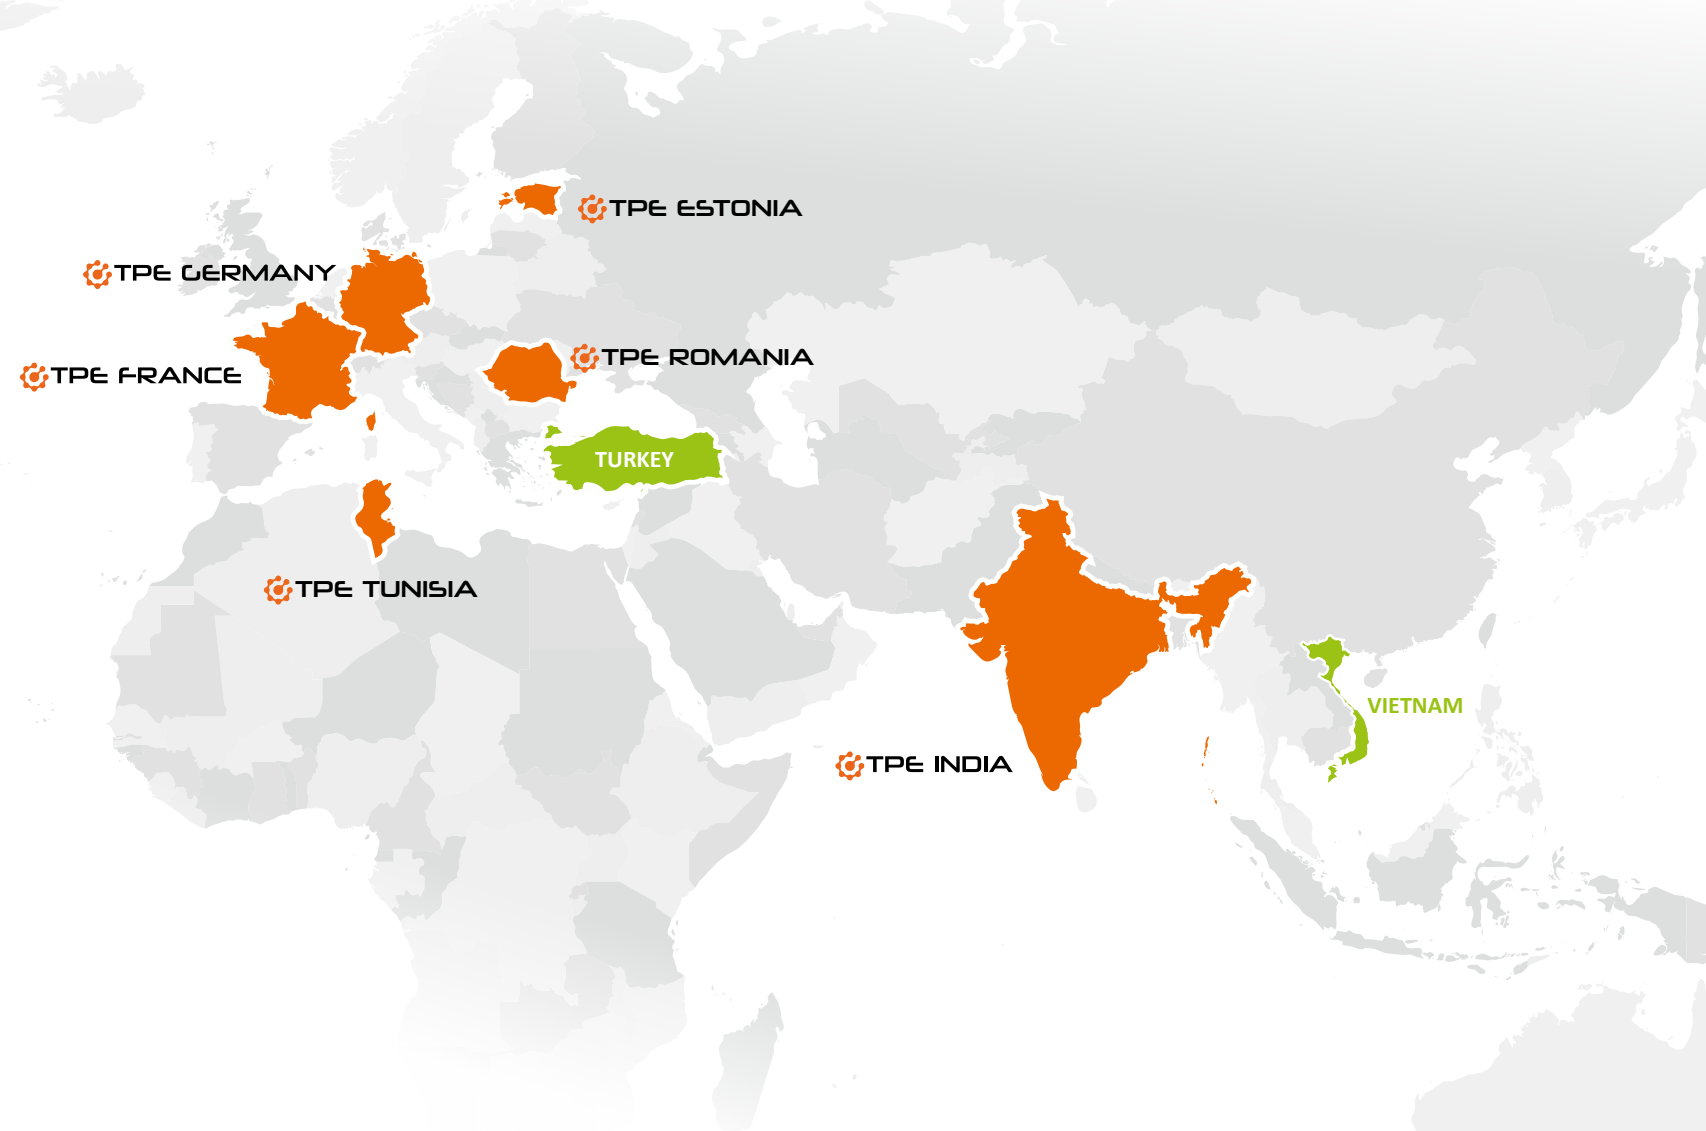 TPE ESTONIA
TPE GERMANY
TPE ROMANIA
TPE FRANCE
TURKEY
TPE TUNISIA
VIETNAM
TPE INDIA